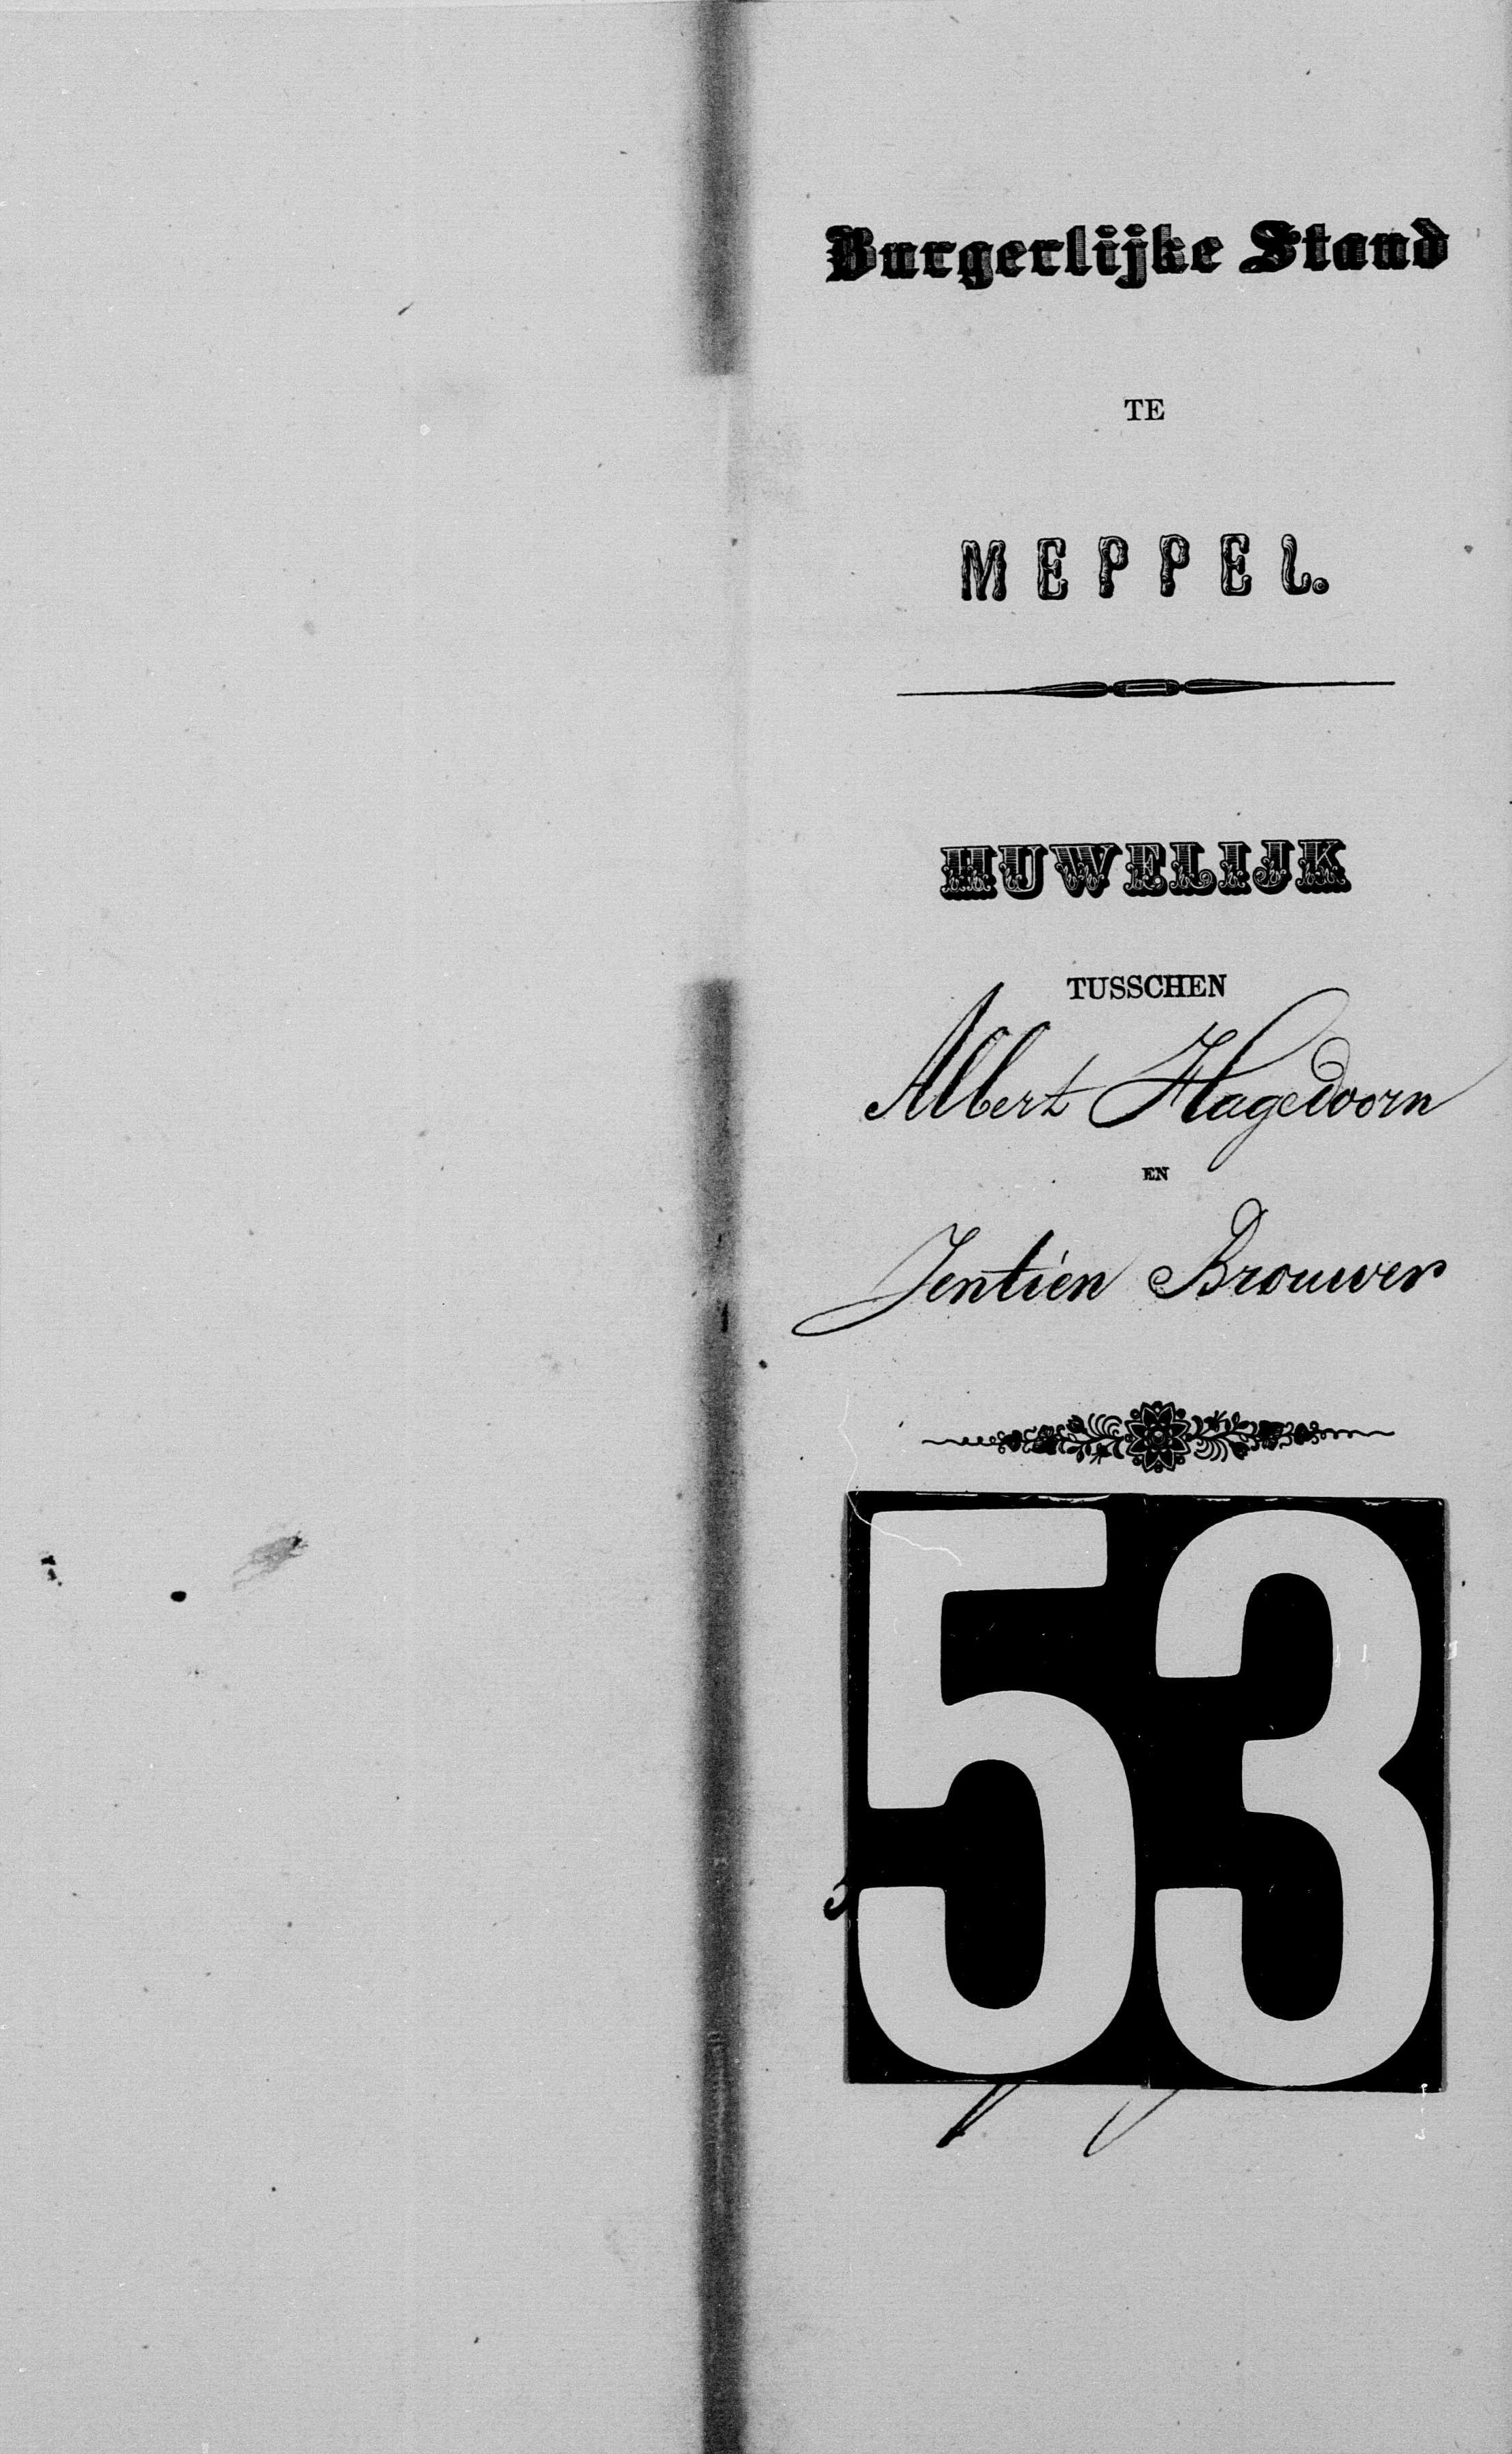 Burgerlijke Stand
TE
MEPPEL.
HUWELIJK
TUSSCHEN
Albert Hagedoorn
EN
Jentien Brouwer
53